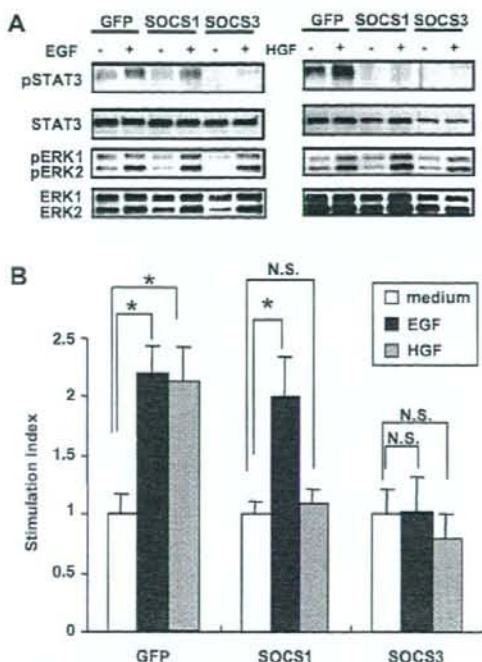 A
GFP SOCS1 SOCS3
EGF - + - + - +
pSTAT3
STAT3
pERK1
pERK2
ERK1
ERK2
GFP SOCS1 SOCS3
HGF - + - + - +
B
Stimulation index
2.5
2
1.5
1
0.5
0
* * 
* N.S.
N.S.
N.S.
medium
EGF
HGF
GFP SOCS1 SOCS3